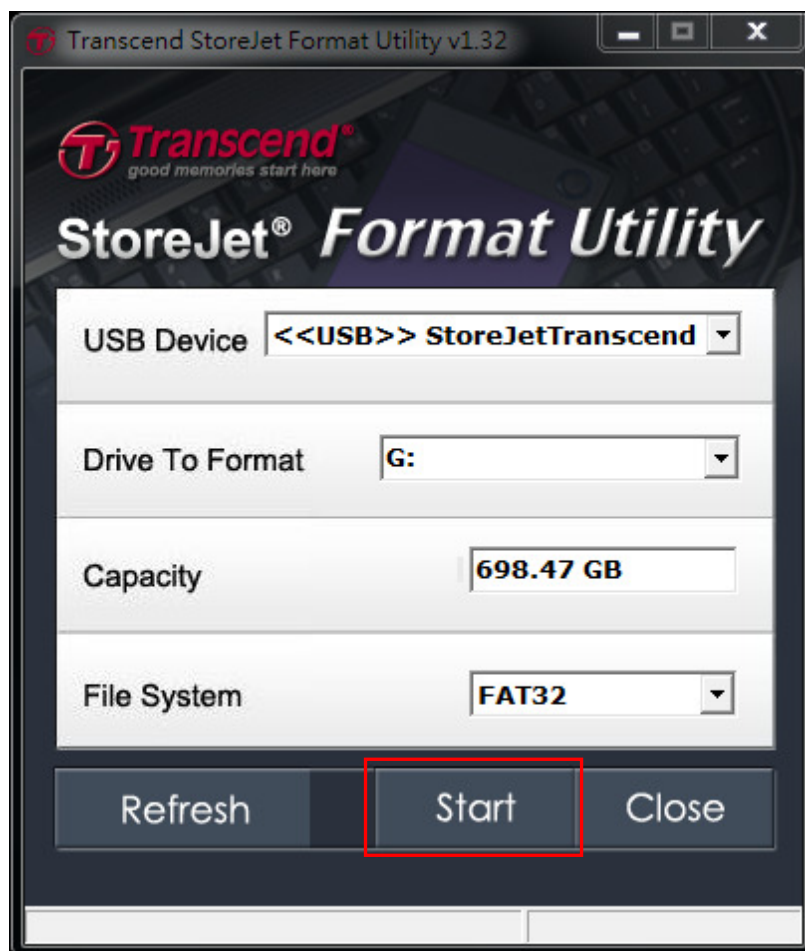 Transcend StoreJet Format Utility v1.32
Transcend®
good memories start here
StoreJet® Format Utility
USB Device <<USB>> StoreJetTranscend
Drive To Format G:
Capacity 698.47 GB
File System FAT32
Refresh Start Close